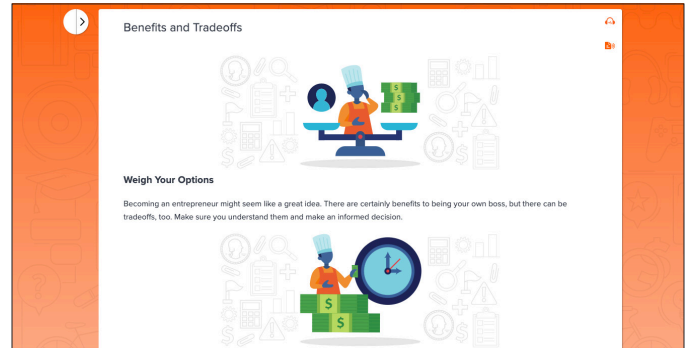 Benefits and Tradeoffs
$
$
$
Weigh Your Options
Becoming an entrepreneur might seem like a great idea. There are certainly benefits to being your own boss, but there can be
tradeoffs, too. Make sure you understand them and make an informed decision.
$
$